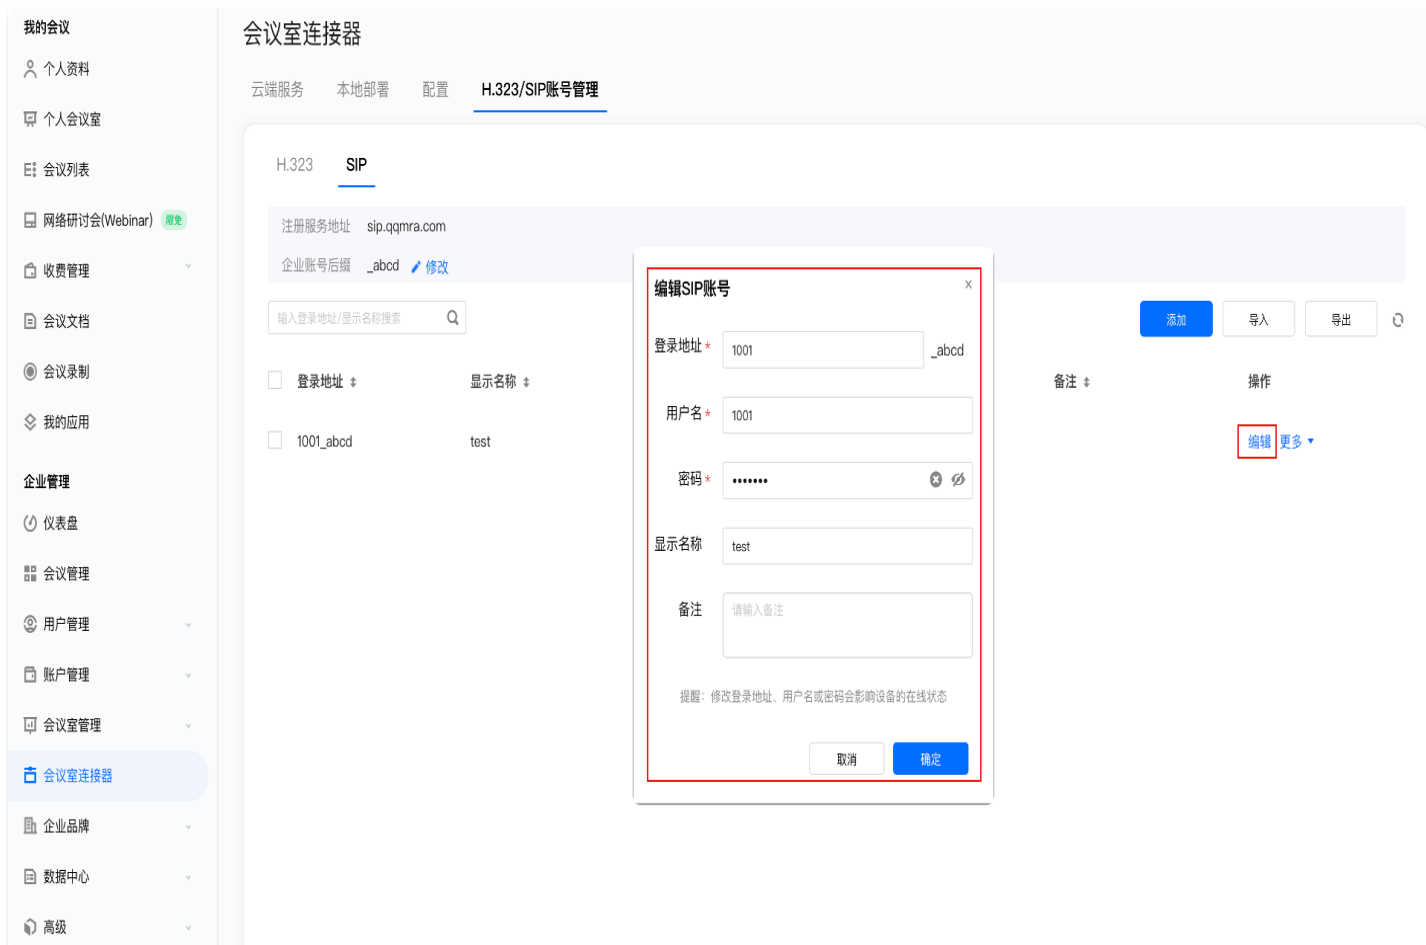 我的会议
个人资料
个人会议室
会议列表
网络研讨会(Webinar) 限免
收费管理
会议文档
会议录制
我的应用
企业管理
仪表盘
会议管理
用户管理
账户管理
会议室管理
会议室连接器
企业品牌
数据中心
高级
会议室连接器
云端服务 本地部署 配置 H.323/SIP账号管理
H.323 SIP
注册服务地址 sip.qqmra.com
企业账号后缀 _abcd 修改
输入登录地址/显示名称搜索
添加 导入 导出
登录地址 显示名称 备注 操作
1001_abcd test 编辑 更多
编辑SIP账号 x
登录地址* 1001 _abcd
用户名* 1001
密码* •••••••
显示名称 test
备注 请输入备注
提醒：修改登录地址、用户名或密码会影响设备的在线状态
取消 确定